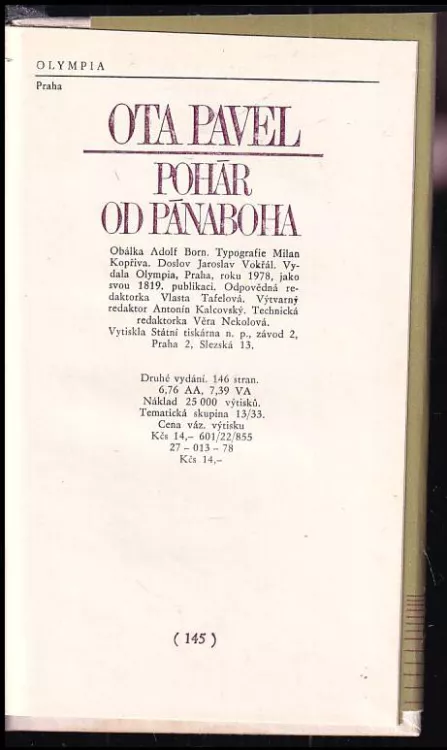 OLYMPIA
Praha
OTA PAVEL
POHÁR
OD PÁNABOHA
Obálka Adolf Born. Typografie Milan
Kopřiva. Doslov Jaroslav Vokřál. Vy-
dala Olympia, Praha, roku 1978, jako
svou 1819. publikaci. Odpovědná re-
daktorka Vlasta Tafelová. Výtvarný
redaktor Antonín Kalcovský. Technická
redaktorka Věra Nekolová.
Vytiskla Státní tiskárna n. p., závod 2,
Praha 2, Slezská 13.
Druhé vydání. 146 stran.
6,76 AA, 7,39 VA
Náklad 25 000 výtisků.
Tematická skupina 13/33.
Cena váz. výtisku
Kčs 14,– 601/22/855
27 – 013 – 78
Kčs 14,–
( 145 )